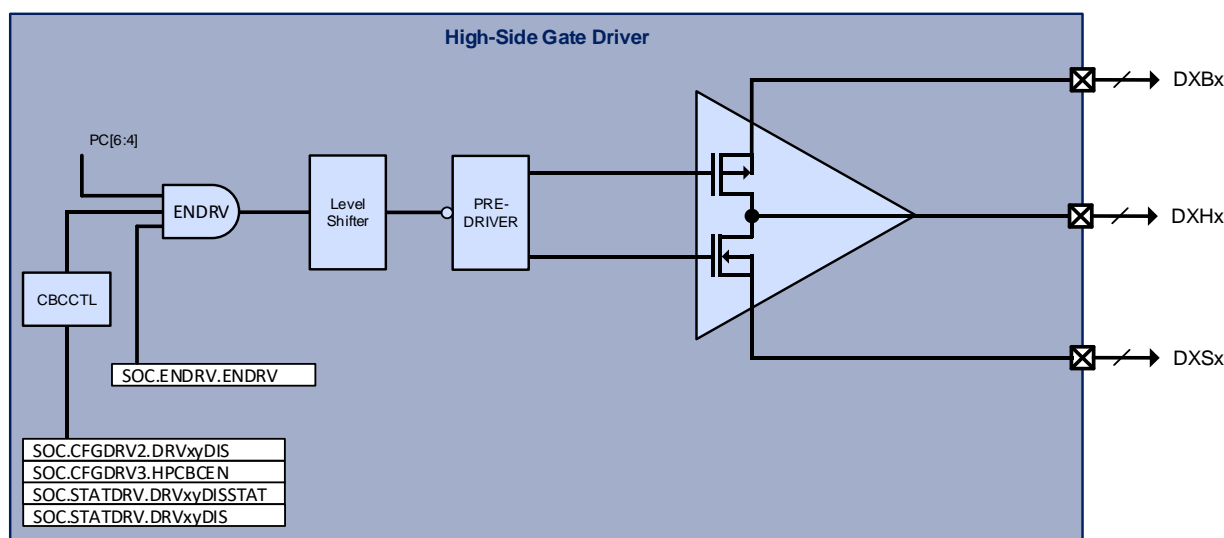 High-Side Gate Driver
DXBx
PC[6:4]
ENDRV
Level
Shifter
PRE-
DRIVER
DXHx
CBCCTL
DXSx
SOC.ENDRV.ENDRV
SOC.CFGDRV2.DRVxyDIS
SOC.CFGDRV3.HPCBCEN
SOC.STATDRV.DRVxyDISSTAT
SOC.STATDRV.DRVxyDIS